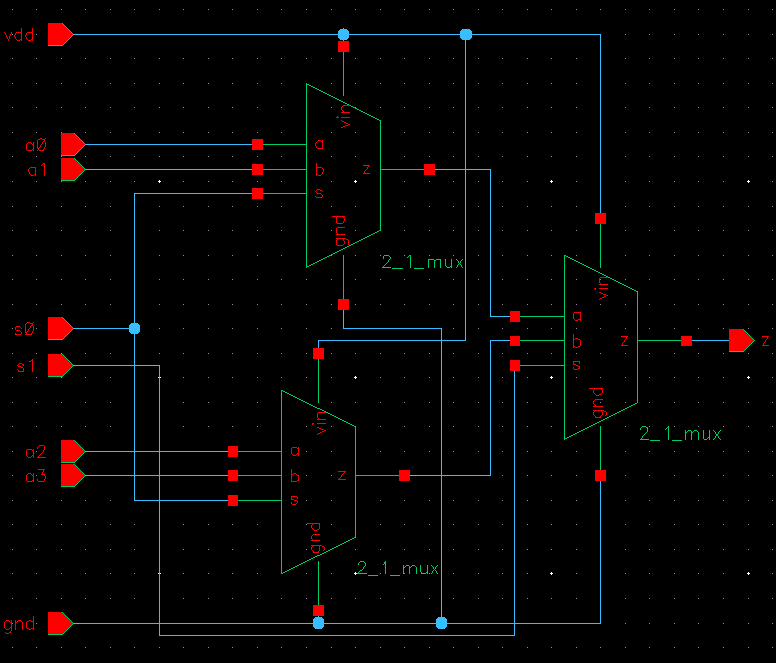 vdd
vin
a0
a
a1
b
z
s
gnd
2_1_mux
vin
s0
a
b
z
z
s1
s
gnd
vin
2_1_mux
a2
a
a3
b
z
s
gnd
2_1_mux
gnd